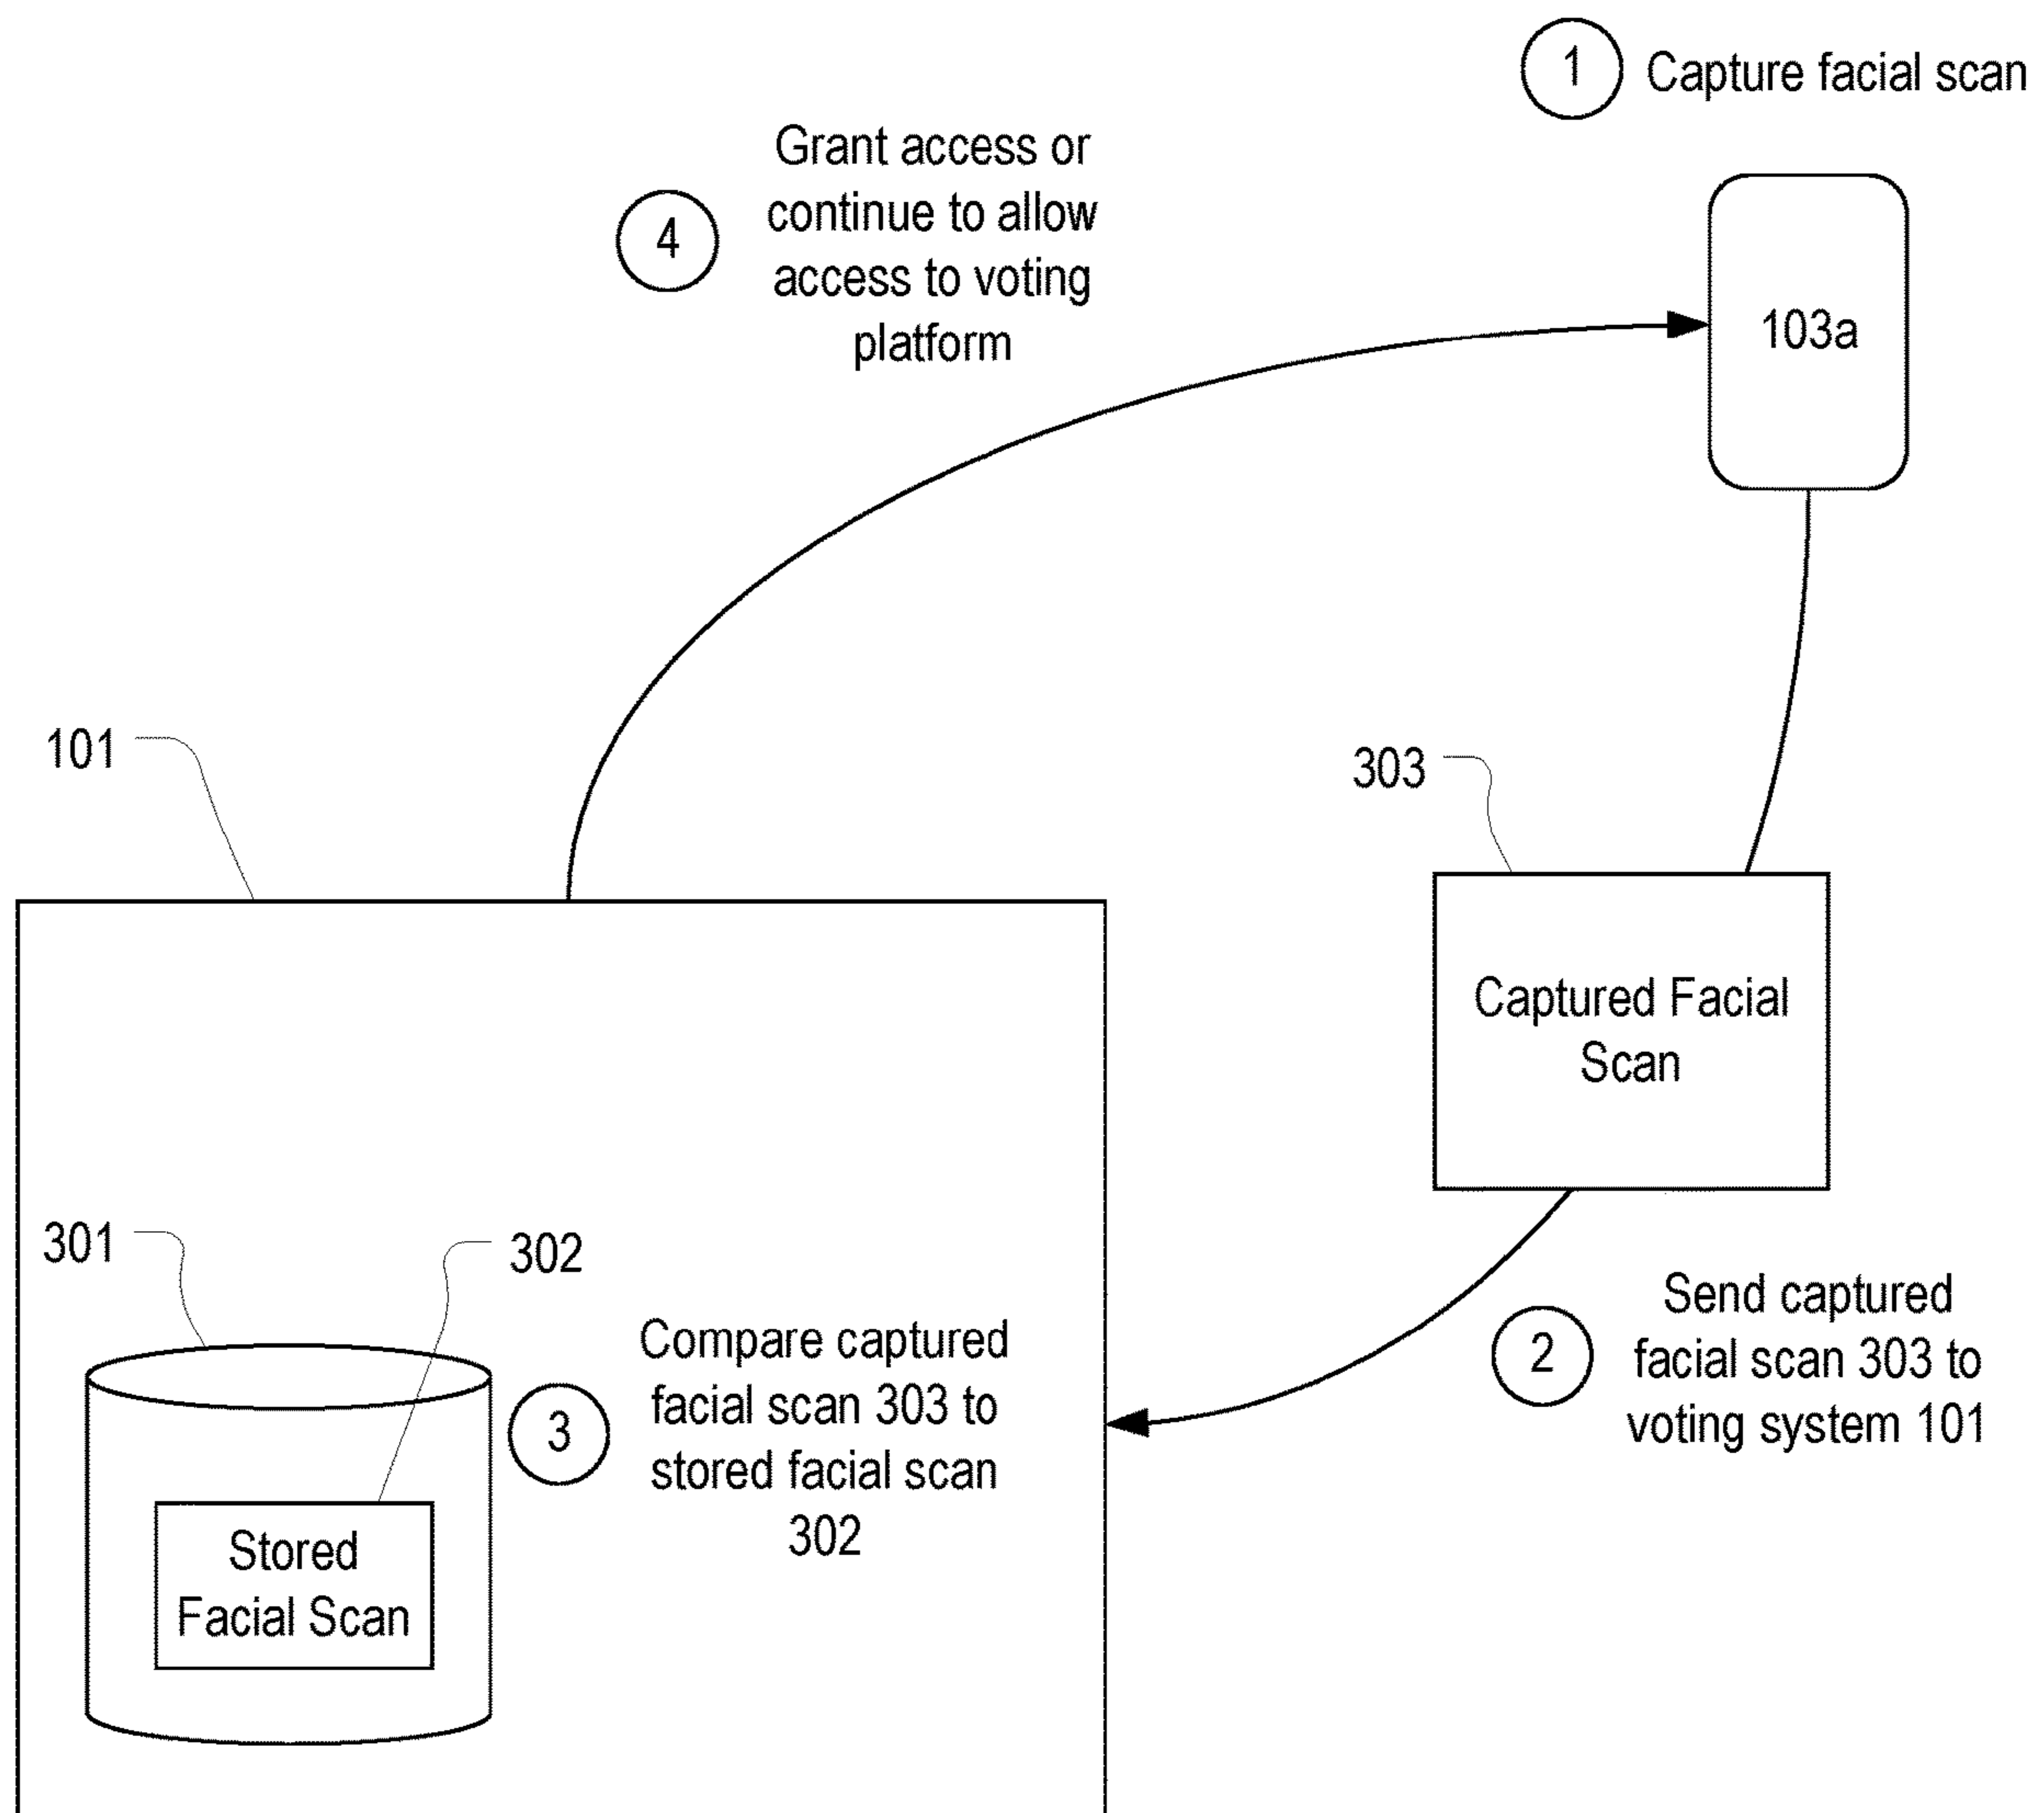 1
Capture facial scan
4
Grant access or
continue to allow
access to voting
platform
103a
101
303
Captured Facial
Scan
301
302
3
Compare captured
facial scan 303 to
stored facial scan
302
2
Send captured
facial scan 303 to
voting system 101
Stored
Facial Scan